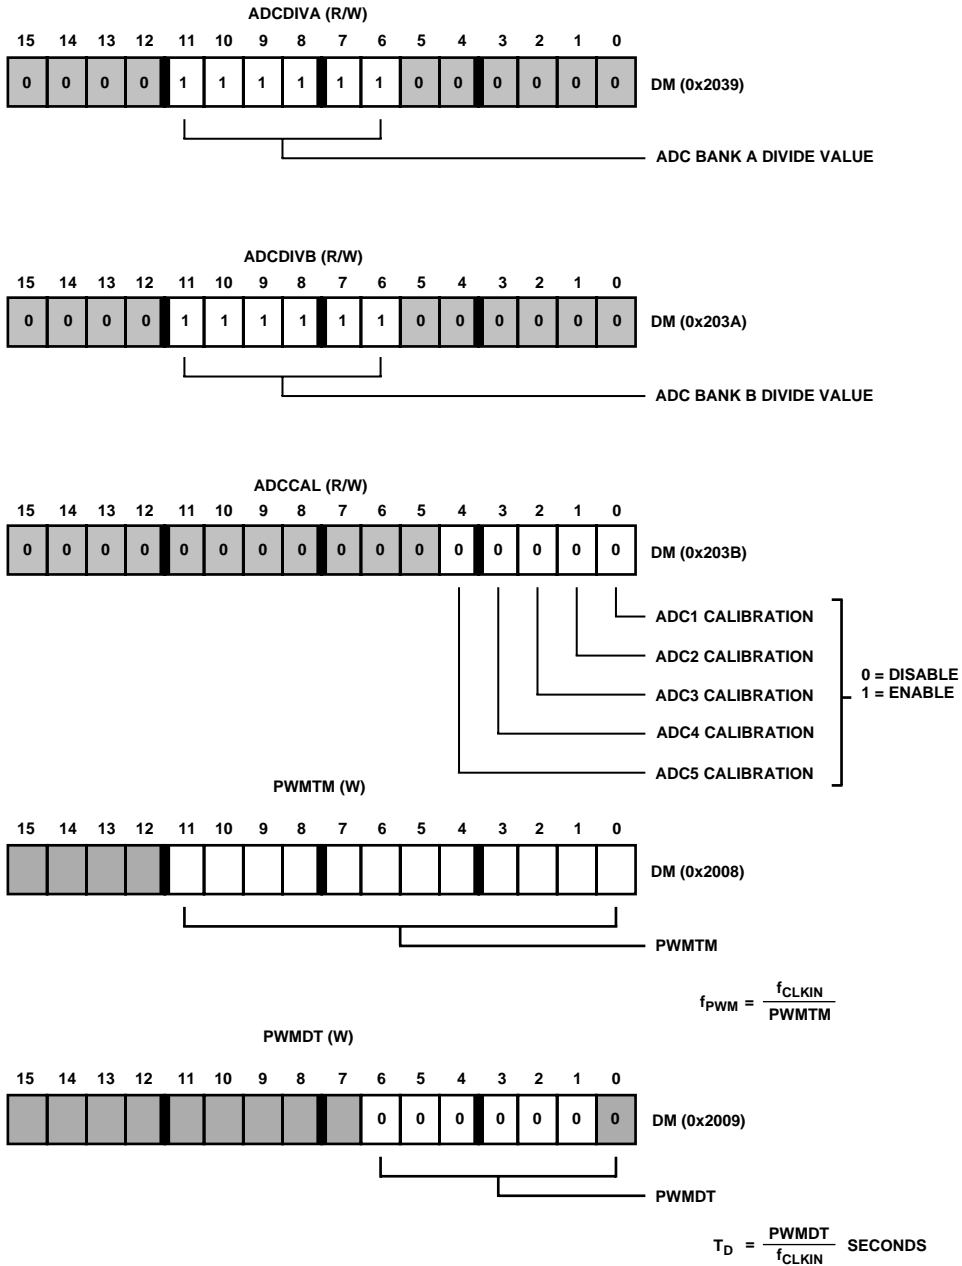 ADCDIVA (R/W)
15 14 13 12 11 10 9 8 7 6 5 4 3 2 1 0
0 0 0 0 1 1 1 1 1 1 0 0 0 0 0 0 DM (0x2039)
ADC BANK A DIVIDE VALUE
ADCDIVB (R/W)
15 14 13 12 11 10 9 8 7 6 5 4 3 2 1 0
0 0 0 0 1 1 1 1 1 1 0 0 0 0 0 0 DM (0x203A)
ADC BANK B DIVIDE VALUE
ADCCAL (R/W)
15 14 13 12 11 10 9 8 7 6 5 4 3 2 1 0
0 0 0 0 0 0 0 0 0 0 0 0 0 0 0 0 DM (0x203B)
ADC1 CALIBRATION
ADC2 CALIBRATION
ADC3 CALIBRATION
ADC4 CALIBRATION
ADC5 CALIBRATION
0 = DISABLE
1 = ENABLE
PWMTM (W)
15 14 13 12 11 10 9 8 7 6 5 4 3 2 1 0
DM (0x2008)
PWMTM
fPWM = fCLKIN / PWMTM
PWMDT (W)
15 14 13 12 11 10 9 8 7 6 5 4 3 2 1 0
0 0 0 0 0 0 0 DM (0x2009)
PWMDT
TD = PWMDT / fCLKIN SECONDS